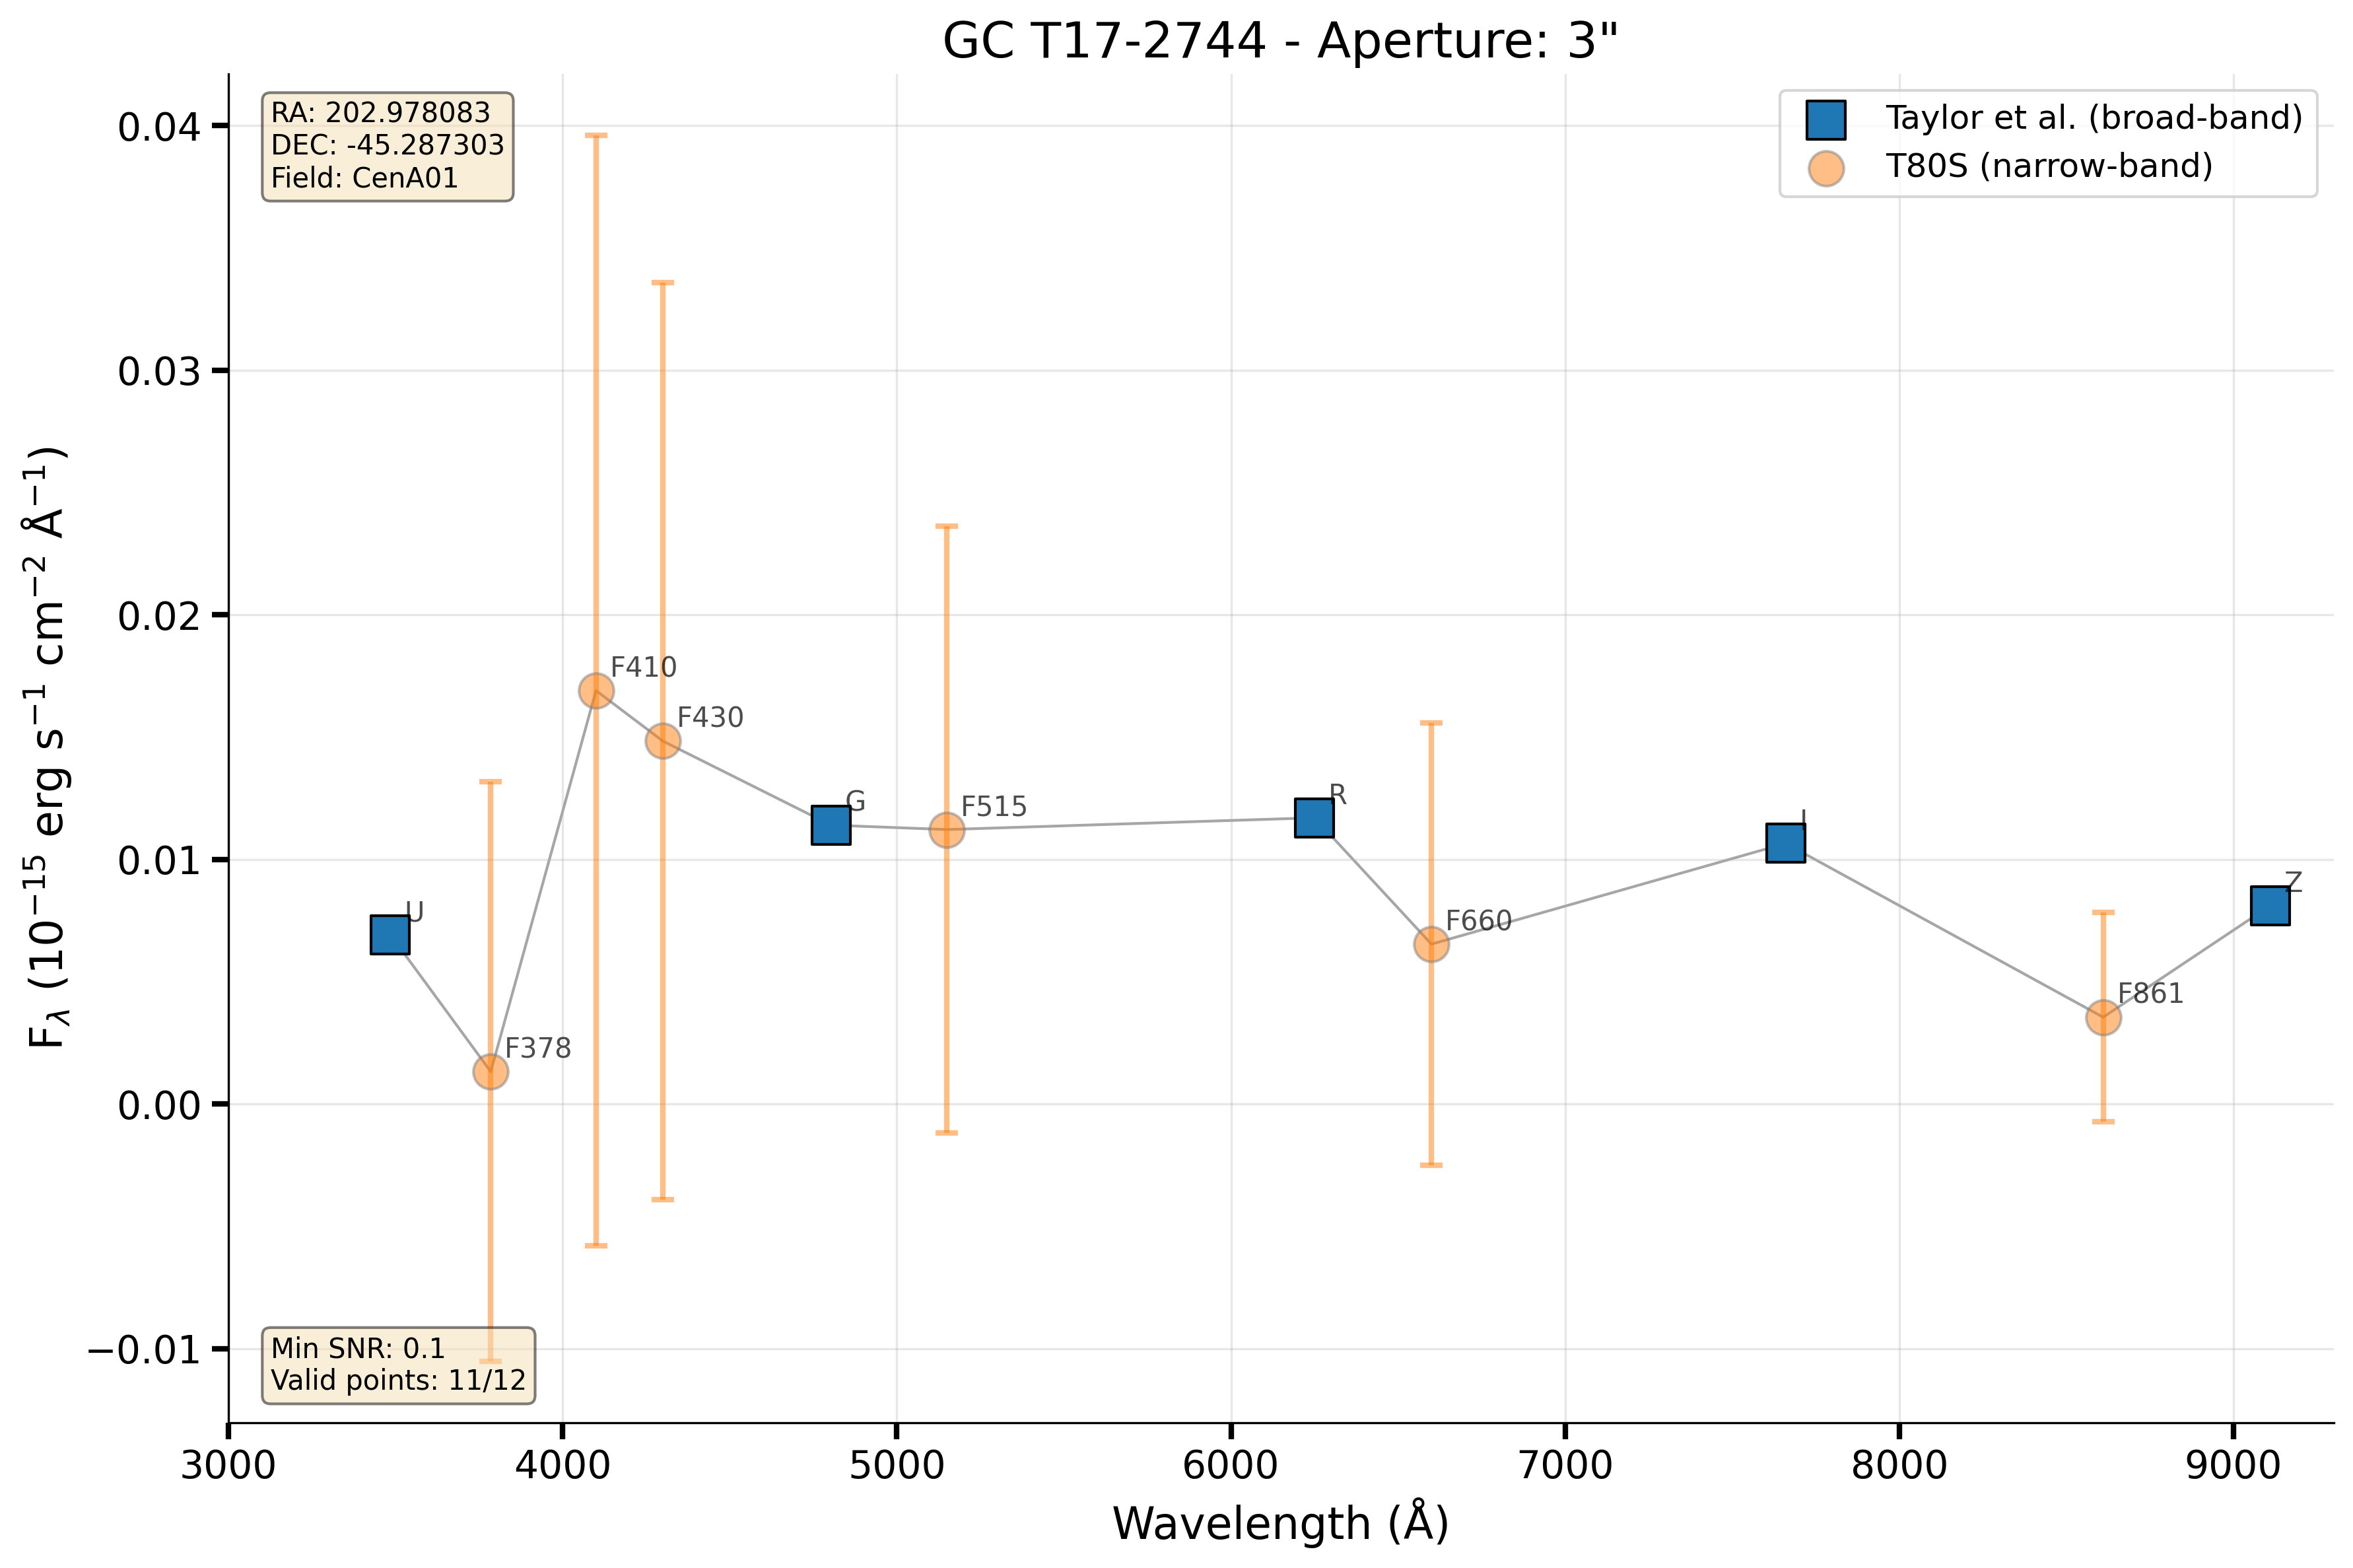 GC T17-2744 - Aperture: 3"
RA: 202.978083
DEC: -45.287303
Field: CenA01
Taylor et al. (broad-band)
T80S (narrow-band)
0.04
0.03
0.02
0.01
0.00
−0.01
F410
F430
G
F515
R
I
U
Z
F660
F861
F378
Min SNR: 0.1
Valid points: 11/12
3000 4000 5000 6000 7000 8000 9000
Wavelength (Å)
Fλ (10⁻¹⁵ erg s⁻¹ cm⁻² Å⁻¹)